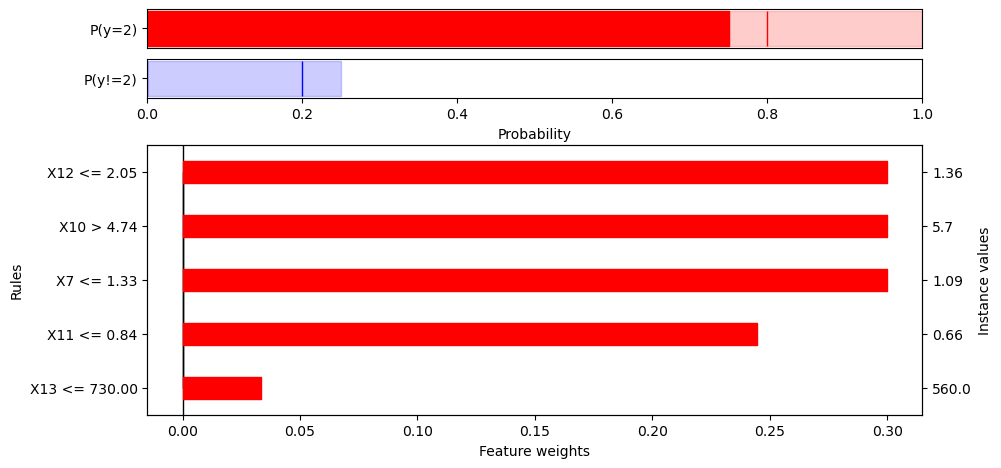 P(y=2)
P(y!=2)
0.0 0.2 0.4 0.6 0.8 1.0
Probability
X12 <= 2.05 1.36
X10 > 4.74 5.7
X7 <= 1.33 1.09
X11 <= 0.84 0.66
X13 <= 730.00 560.0
Rules
Instance values
0.00 0.05 0.10 0.15 0.20 0.25 0.30
Feature weights